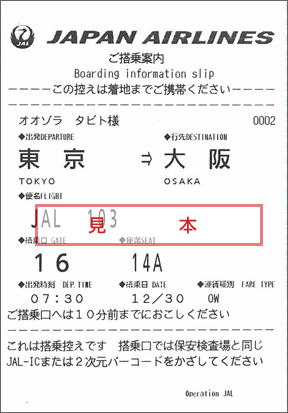 JAL JAPAN AIRLINES
ご搭乗案内
Boarding information slip
この控えは着地までご携帯ください
オオゾラ タビト様 0002
◆出発DEPARTURE ◆行先DESTINATION
東京 ⇨ 大阪
TOKYO OSAKA
◆便名FLIGHT
JAL 103
見本
◆搭乗口 GATE ◆座席SEAT
16 14A
◆出発時刻 DEP.TIME ◆搭乗日 DATE ◆運賃種別 FARE TYPE
07:30 12/30 OW
ご搭乗口へは10分前までにおこしください
これは搭乗控えです 搭乗口では保安検査場と同じ
JAL-ICまたは2次元バーコードをかざしてください
Operation JAL